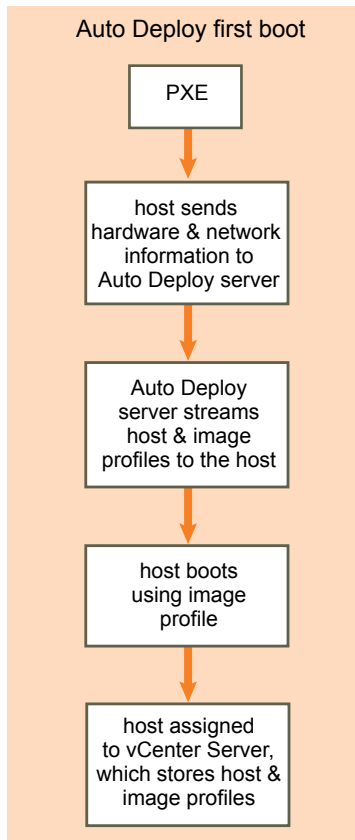 Auto Deploy first boot
PXE
host sends
hardware & network
information to
Auto Deploy server
Auto Deploy
server streams
host & image
profiles to the host
host boots
using image
profile
host assigned
to vCenter Server,
which stores host &
image profiles